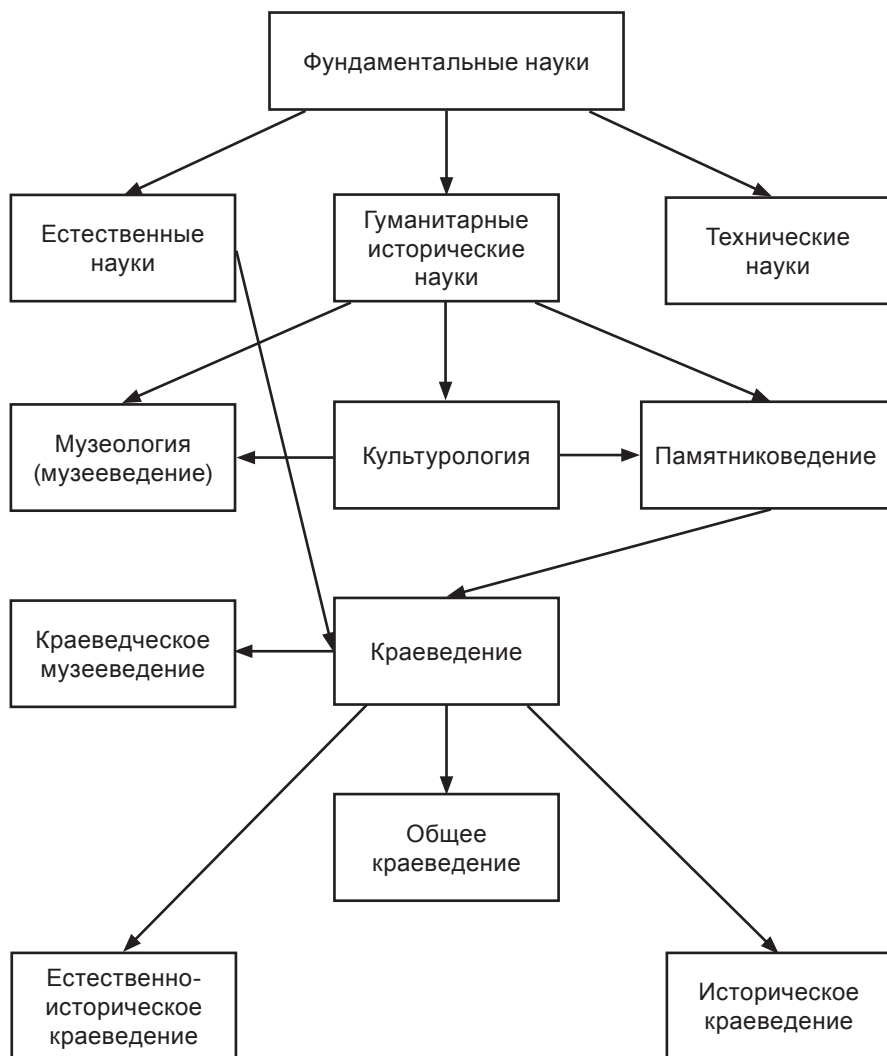 Фундаментальные науки
Естественные
науки
Гуманитарные
исторические
науки
Технические
науки
Музеология
(музееведение)
Культурология
Памятниковедение
Краеведческое
музееведение
Краеведение
Общее
краеведение
Естественно-
историческое
краеведение
Историческое
краеведение